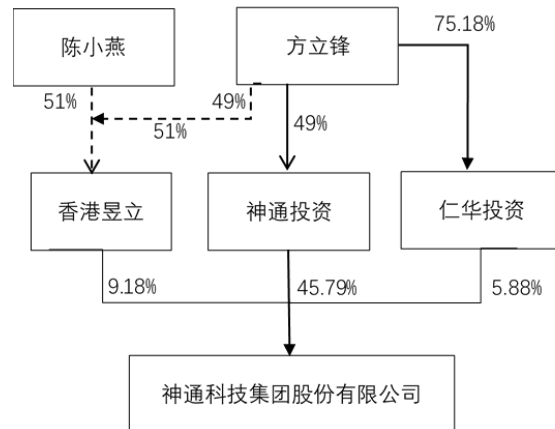 陈小燕
方立锋
75.18%
51%
49%
51%
49%
香港昱立
神通投资
仁华投资
9.18%
45.79%
5.88%
神通科技集团股份有限公司